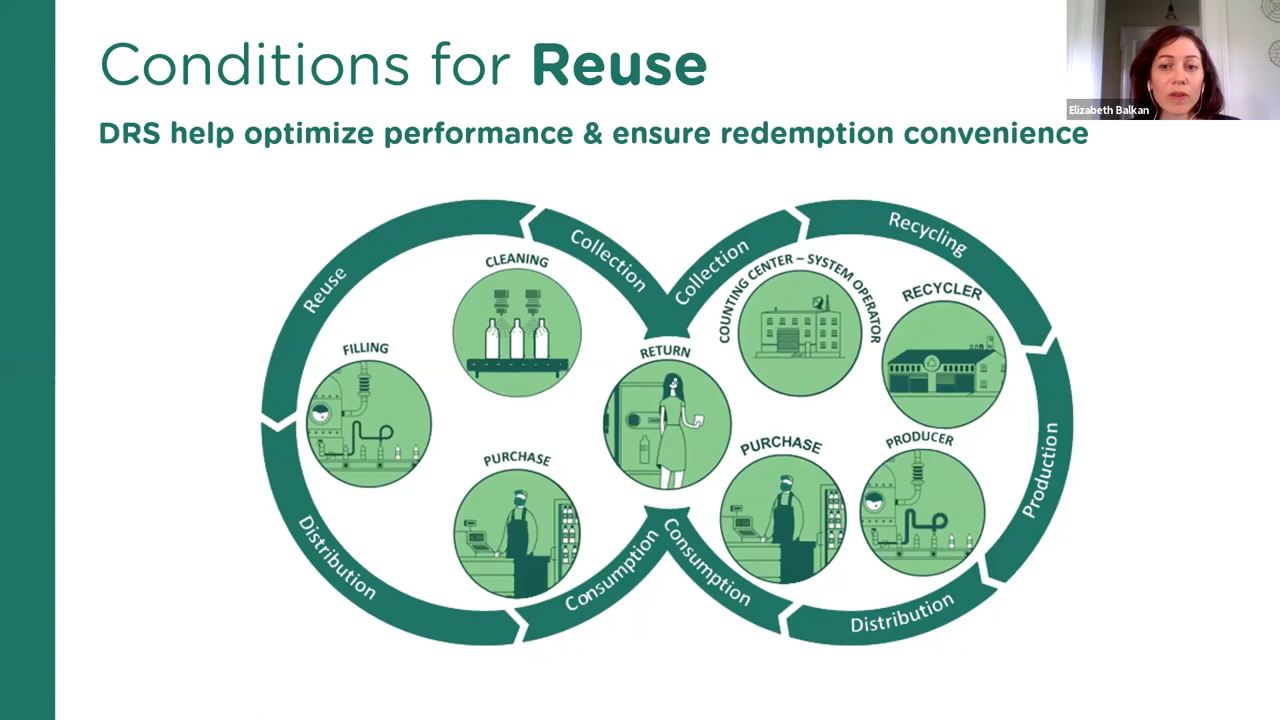 Conditions for Reuse
Elizabeth Balkan
DRS help optimize performance & ensure redemption convenience
Reuse
Collection
Collection
Recycling
CLEANING
COUNTING CENTER – SYSTEM OPERATOR
RECYCLER
FILLING
RETURN
PURCHASE
PURCHASE
PRODUCER
Production
Distribution
Consumption
Consumption
Distribution